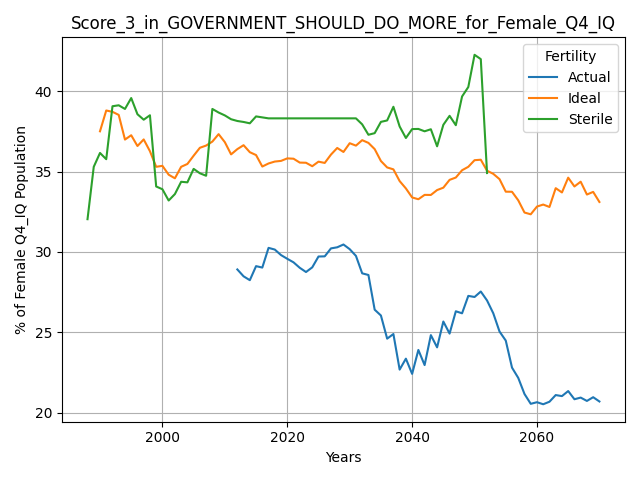 Score_3_in_GOVERNMENT_SHOULD_DO_MORE_for_Female_Q4_IQ
Fertility
Actual
Ideal
Sterile
% of Female Q4_IQ Population
40
35
30
25
20
2000
2020
2040
2060
Years